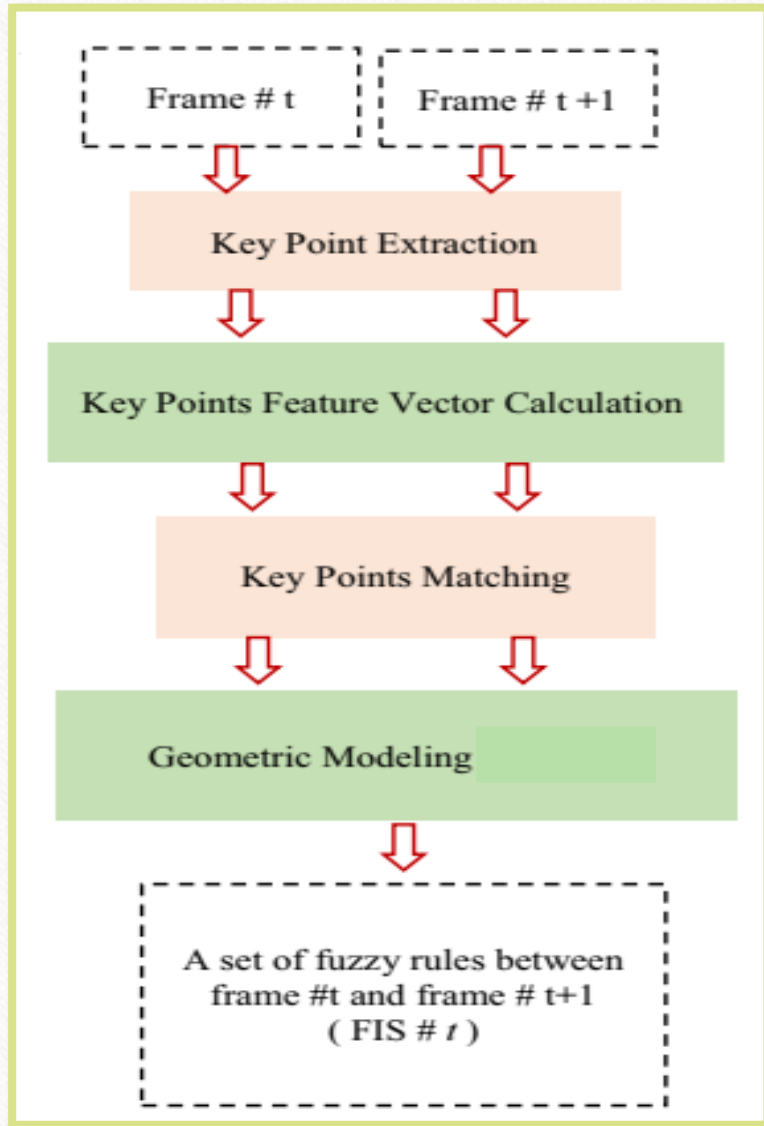 Frame # t
Frame # t +1
Key Point Extraction
Key Points Feature Vector Calculation
Key Points Matching
Geometric Modeling
A set of fuzzy rules between
frame #t and frame # t+1
( FIS # t )